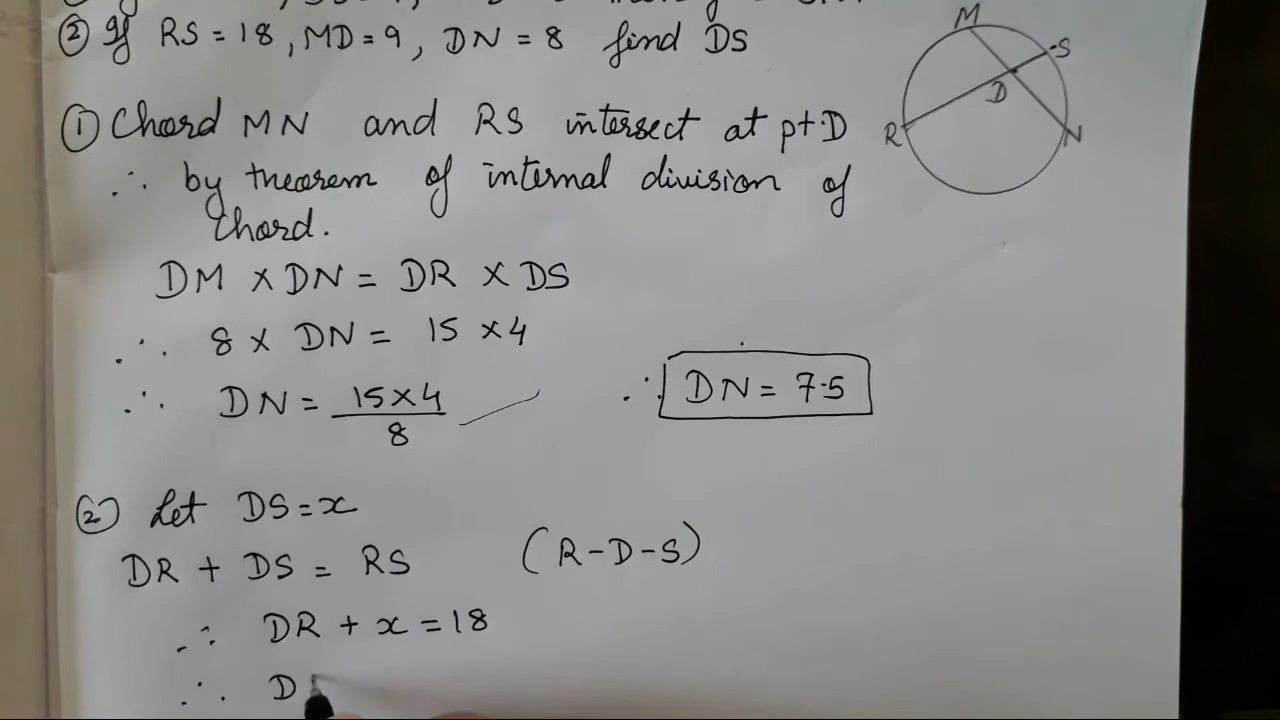 ② If RS = 18, MD = 9, DN = 8 find DS
M
S
D
R
N
① Chord MN and RS intersect at pt. D
∴ by theorem of internal division of
Chord.
DM × DN = DR × DS
∴ 8 × DN = 15 × 4
∴ DN = 15×4/8
∴ DN = 7.5
② Let DS = x
DR + DS = RS (R-D-S)
∴ DR + x = 18
∴ D